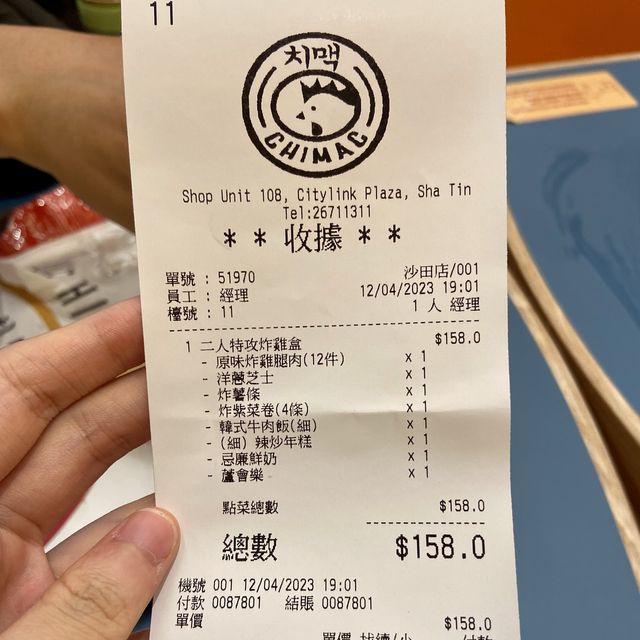 11
치맥
CHIMAC
Shop Unit 108, Citylink Plaza, Sha Tin
Tel:26711311
* * 收據 * *
單號 : 51970 沙田店/001
員工 : 經理 12/04/2023 19:01
檯號 : 11 1 人 經理
1 二人特攻炸雞盒 $158.0
- 原味炸雞腿肉(12件) x 1
- 洋蔥芝士 x 1
- 炸薯條 x 1
- 炸紫菜卷(4條) x 1
- 韓式牛肉飯(細) x 1
- (細) 辣炒年糕 x 1
- 忌廉鮮奶 x 1
- 蘆會樂 x 1
點菜總數 $158.0
總數 $158.0
機號 001 12/04/2023 19:01
付款 0087801 結賬 0087801
單價 $158.0